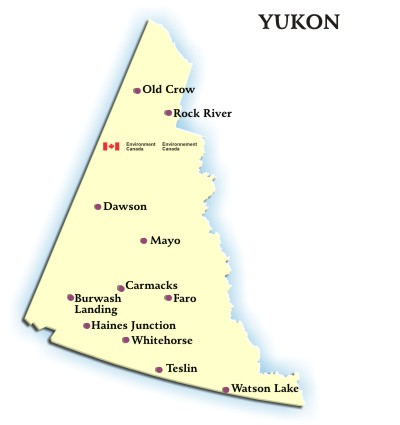 YUKON
Old Crow
Rock River
Environment Environnement
Canada Canada
Dawson
Mayo
Carmacks
Burwash
Landing
Faro
Haines Junction
Whitehorse
Teslin
Watson Lake